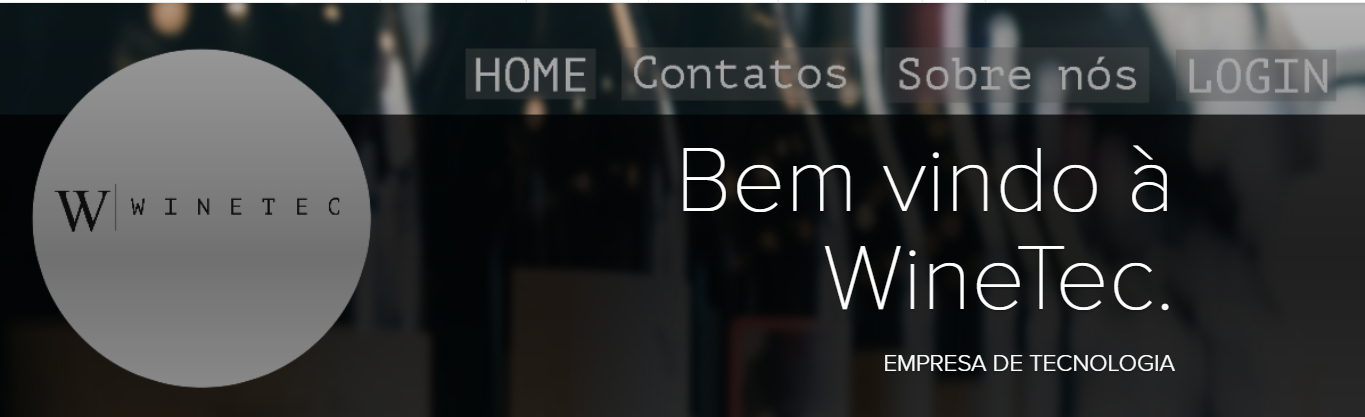 HOME Contatos Sobre nós LOGIN
W WINETEC
Bem vindo à
WineTec.
EMPRESA DE TECNOLOGIA